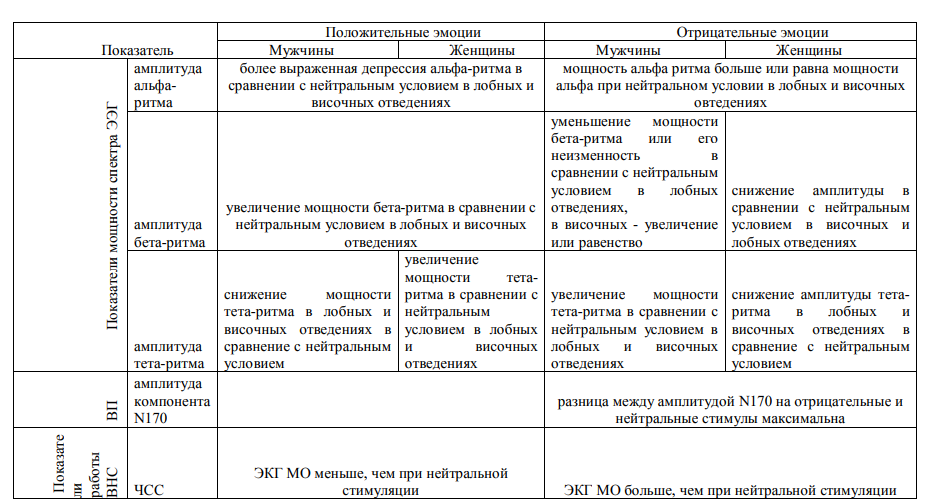 Показатель
Положительные эмоции
Отрицательные эмоции
Мужчины
Женщины
Мужчины
Женщины
Показатели мощности спектра ЭЭГ
амплитуда
альфа-
ритма
более выраженная депрессия альфа-ритма в
сравнении с нейтральным условием в лобных и
височных отведениях
мощность альфа ритма больше или равна мощности
альфа при нейтральном условии в лобных и височных
овтедениях
амплитуда
бета-ритма
увеличение мощности бета-ритма в сравнении с
нейтральным условием в лобных и височных
отведениях
уменьшение мощности
бета-ритма или его
неизменность в
сравнении с нейтральным
условием в лобных
отведениях,
в височных - увеличение
или равенство
снижение амплитуды в
сравнении с нейтральным
условием в височных и
лобных отведениях
амплитуда
тета-ритма
снижение мощности
тета-ритма в лобных и
височных отведениях в
сравнение с нейтральным
условием
увеличение
мощности тета-
ритма в сравнении с
нейтральным
условием в лобных
и височных
отведениях
увеличение мощности
тета-ритма в сравнении с
нейтральным условием в
лобных и височных
отведениях
снижение амплитуды тета-
ритма в лобных и
височных отведениях в
сравнение с нейтральным
условием
ВП
амплитуда
компонента
N170
разница между амплитудой N170 на отрицательные и
нейтральные стимулы максимальна
Показате
ли
работы
ВНС
ЧСС
ЭКГ МО меньше, чем при нейтральной
стимуляции
ЭКГ МО больше, чем при нейтральной стимуляции